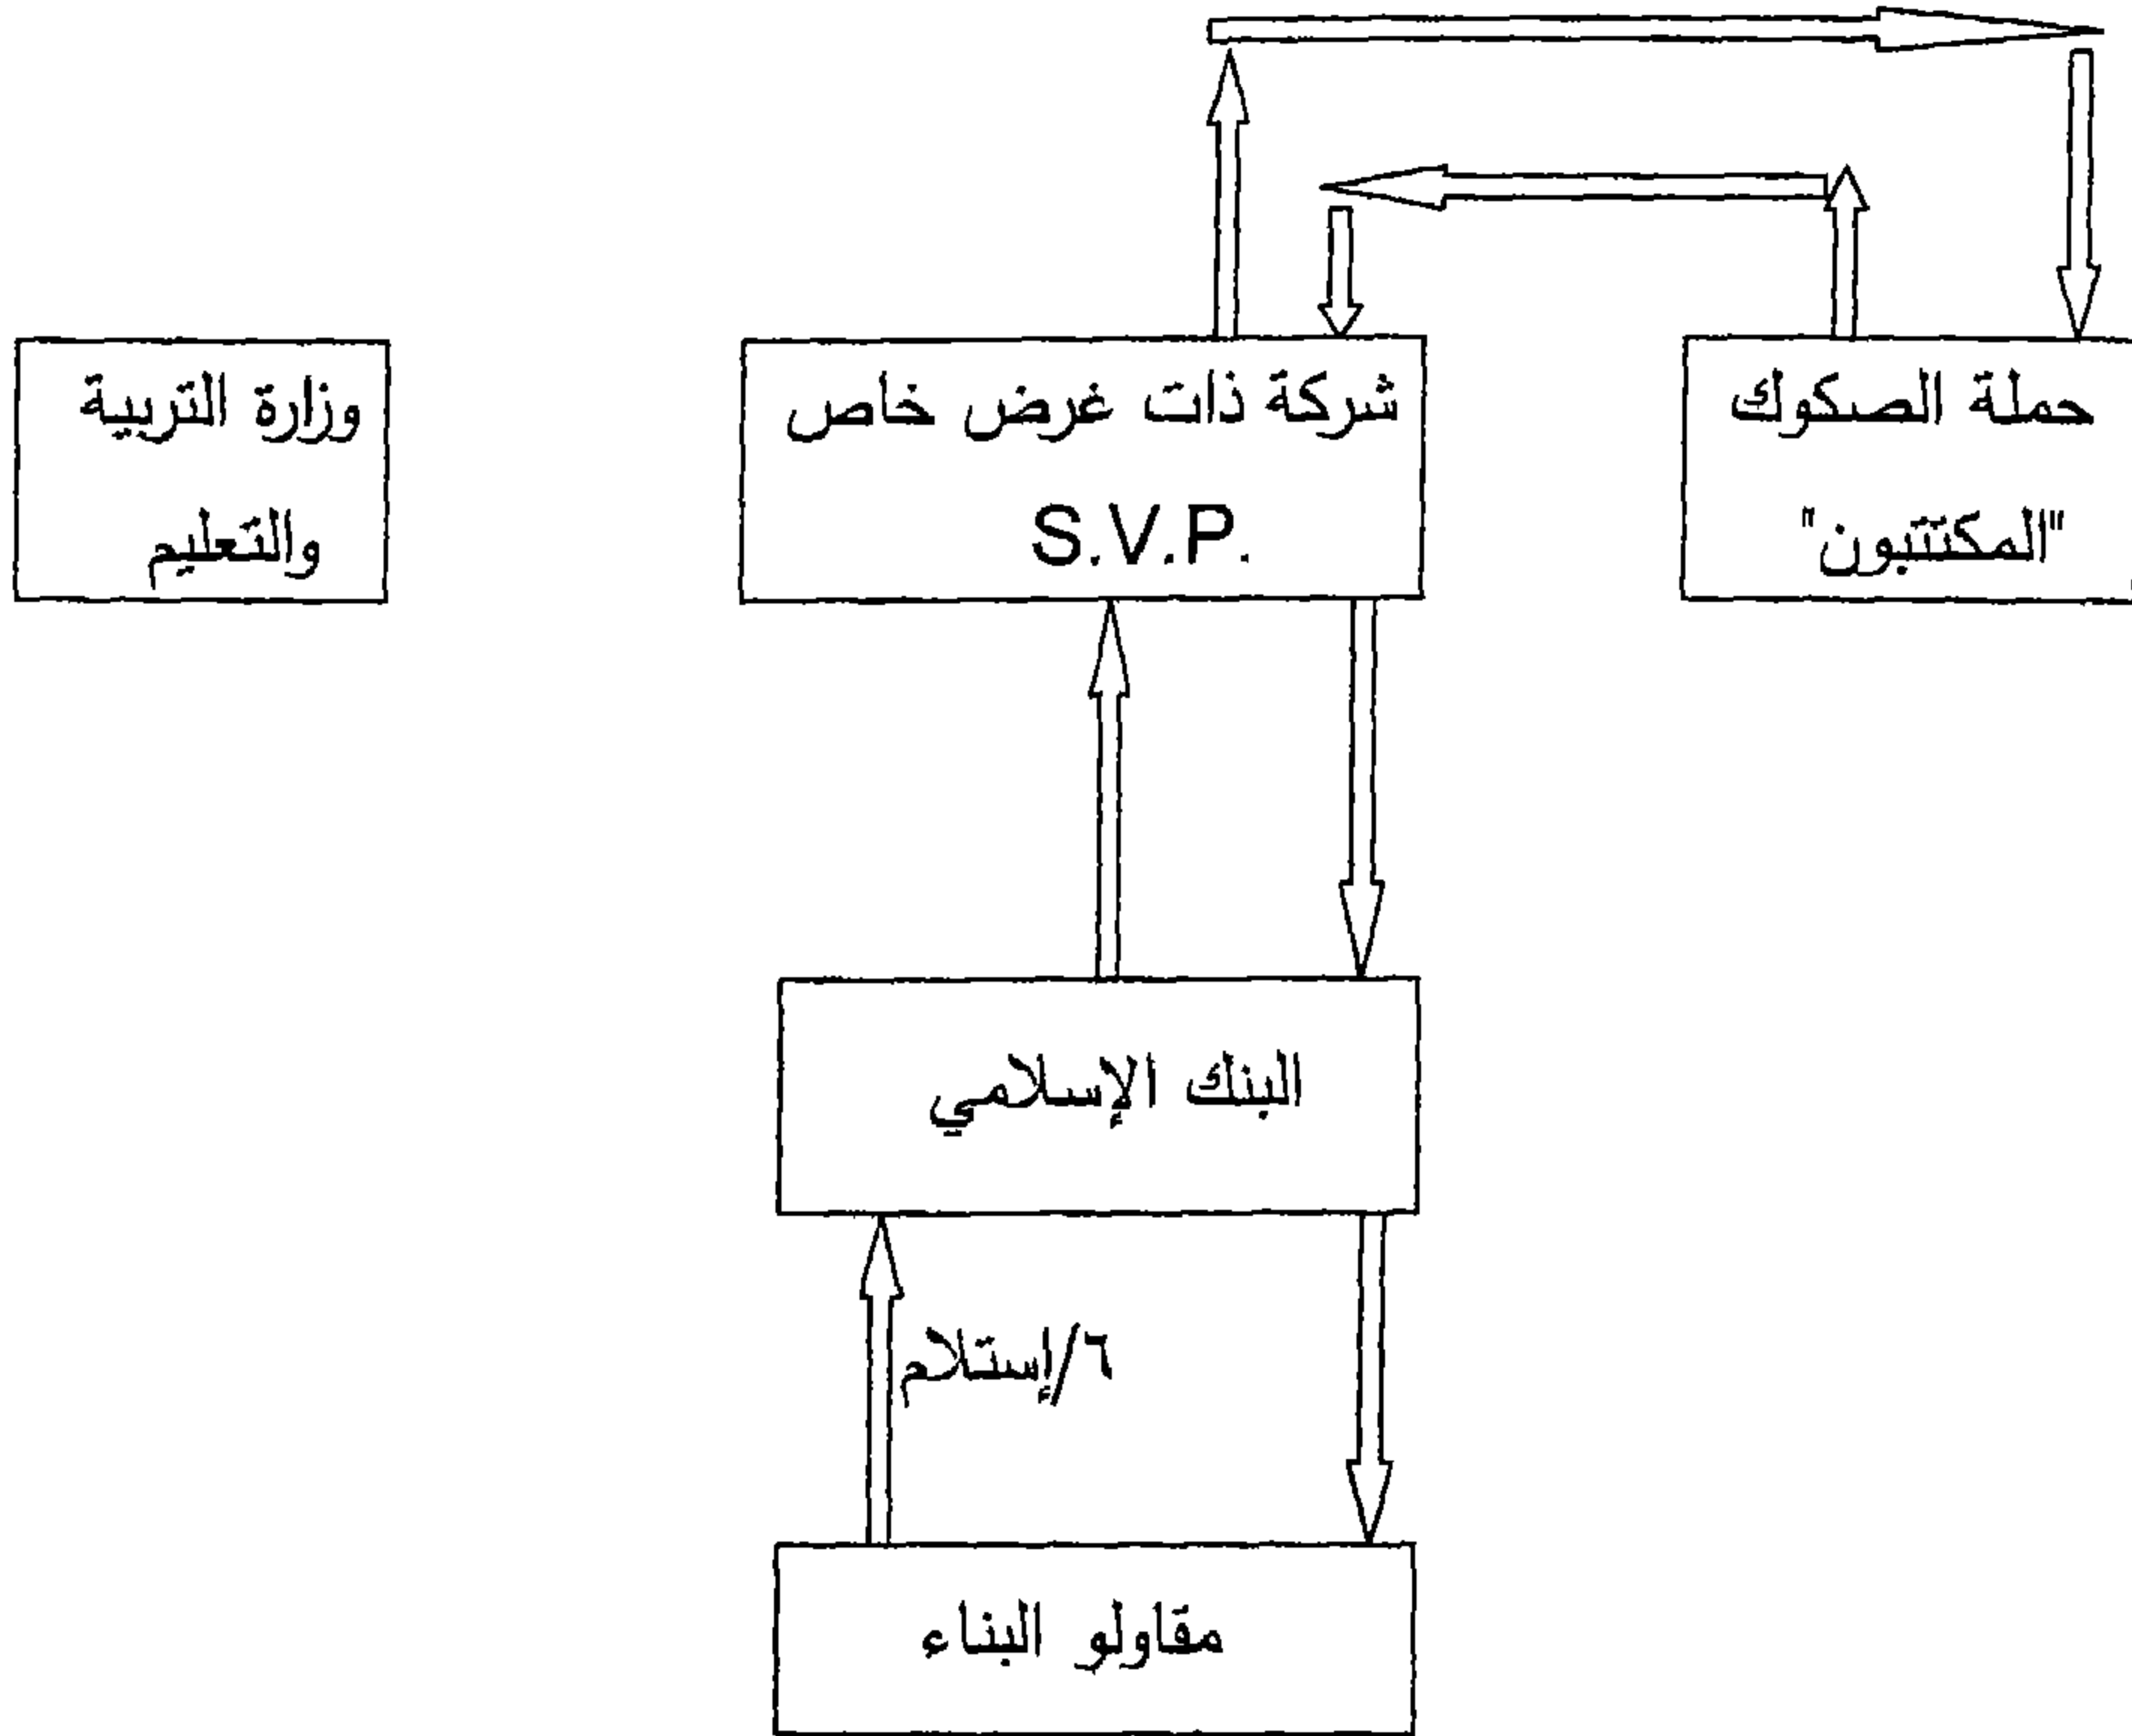 حملة الصكوك
"المكتتبون"
شركة ذات غرض خاص
S.V.P.
وزارة التربية
والتعليم
البنك الإسلامي
٦/إستلام
مقاولو البناء